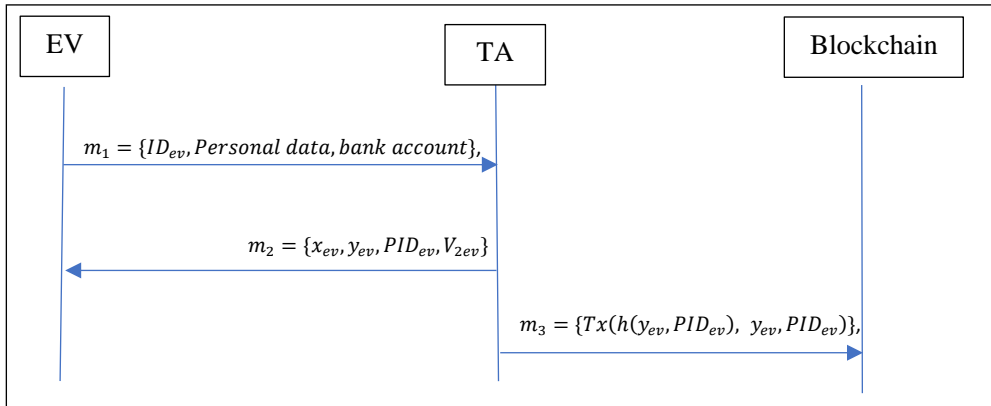 EV
TA
Blockchain
m₁ = {ID_ev, Personal data, bank account},
m₂ = {x_ev, y_ev, PID_ev, V_2ev}
m₃ = {Tx(h(y_ev, PID_ev), y_ev, PID_ev)},